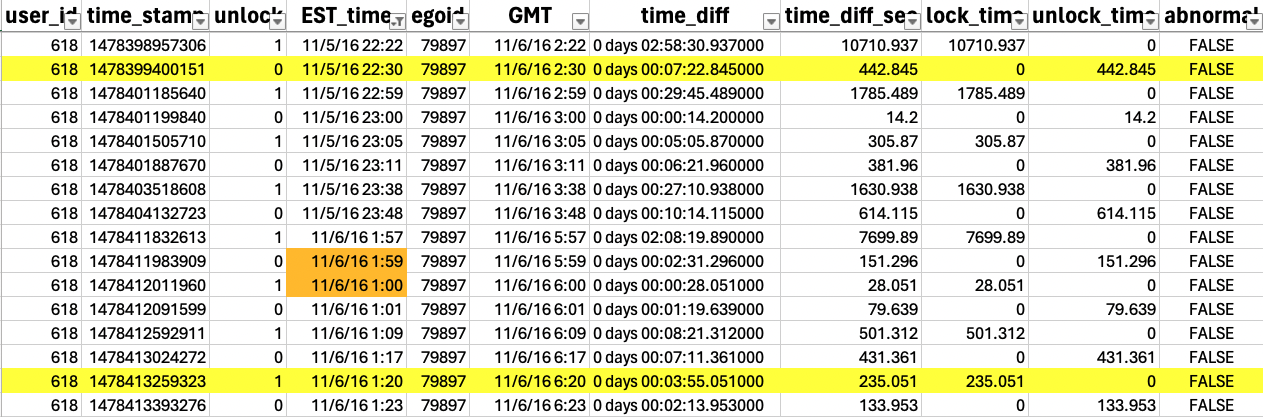 user_id time_stamp unlock EST_time egoid GMT time_diff time_diff_se lock_time unlock_time abnormal
618 1478398957306 1 11/5/16 22:22 79897 11/6/16 2:22 0 days 02:58:30.937000 10710.937 10710.937 0 FALSE
618 1478399400151 0 11/5/16 22:30 79897 11/6/16 2:30 0 days 00:07:22.845000 442.845 0 442.845 FALSE
618 1478401185640 1 11/5/16 22:59 79897 11/6/16 2:59 0 days 00:29:45.489000 1785.489 1785.489 0 FALSE
618 1478401199840 0 11/5/16 23:00 79897 11/6/16 3:00 0 days 00:00:14.200000 14.2 0 14.2 FALSE
618 1478401505710 1 11/5/16 23:05 79897 11/6/16 3:05 0 days 00:05:05.870000 305.87 305.87 0 FALSE
618 1478401887670 0 11/5/16 23:11 79897 11/6/16 3:11 0 days 00:06:21.960000 381.96 0 381.96 FALSE
618 1478403518608 1 11/5/16 23:38 79897 11/6/16 3:38 0 days 00:27:10.938000 1630.938 1630.938 0 FALSE
618 1478404132723 0 11/5/16 23:48 79897 11/6/16 3:48 0 days 00:10:14.115000 614.115 0 614.115 FALSE
618 1478411832613 1 11/6/16 1:57 79897 11/6/16 5:57 0 days 02:08:19.890000 7699.89 7699.89 0 FALSE
618 1478411983909 0 11/6/16 1:59 79897 11/6/16 5:59 0 days 00:02:31.296000 151.296 0 151.296 FALSE
618 1478412011960 1 11/6/16 1:00 79897 11/6/16 6:00 0 days 00:00:28.051000 28.051 28.051 0 FALSE
618 1478412091599 0 11/6/16 1:01 79897 11/6/16 6:01 0 days 00:01:19.639000 79.639 0 79.639 FALSE
618 1478412592911 1 11/6/16 1:09 79897 11/6/16 6:09 0 days 00:08:21.312000 501.312 501.312 0 FALSE
618 1478413024272 0 11/6/16 1:17 79897 11/6/16 6:17 0 days 00:07:11.361000 431.361 0 431.361 FALSE
618 1478413259323 1 11/6/16 1:20 79897 11/6/16 6:20 0 days 00:03:55.051000 235.051 235.051 0 FALSE
618 1478413393276 0 11/6/16 1:23 79897 11/6/16 6:23 0 days 00:02:13.953000 133.953 0 133.953 FALSE